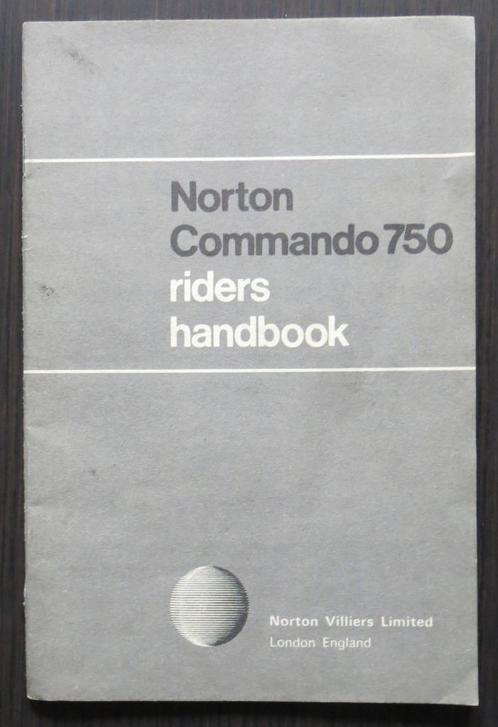 Norton
Commando 750
riders
handbook
Norton Villiers Limited
London England